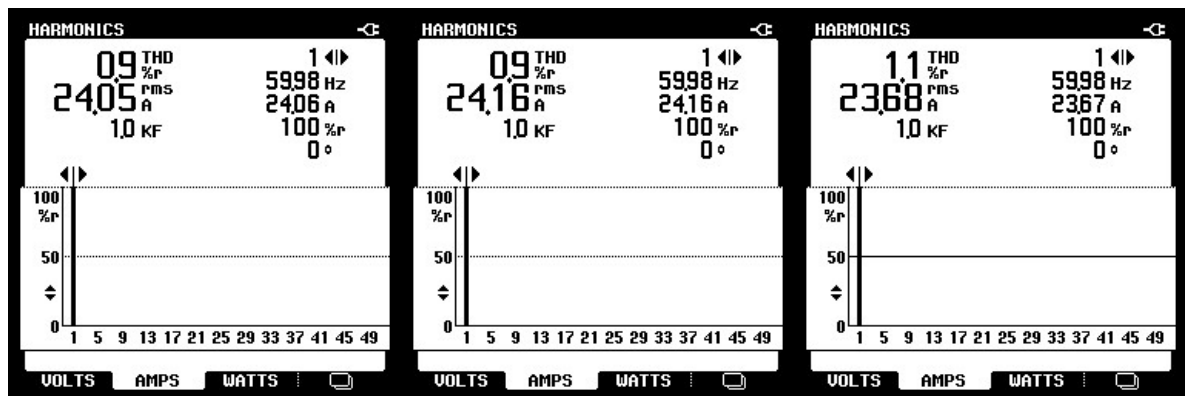 HARMONICS
0.9 THD %r
24.05 rms A
1.0 KF
1
59.98 Hz
24.06 A
100 %r
0 °
100
%r
50
0
1 5 9 13 17 21 25 29 33 37 41 45 49
VOLTS AMPS WATTS
HARMONICS
0.9 THD %r
24.16 rms A
1.0 KF
1
59.98 Hz
24.16 A
100 %r
0 °
100
%r
50
0
1 5 9 13 17 21 25 29 33 37 41 45 49
VOLTS AMPS WATTS
HARMONICS
1.1 THD %r
23.68 rms A
1.0 KF
1
59.98 Hz
23.67 A
100 %r
0 °
100
%r
50
0
1 5 9 13 17 21 25 29 33 37 41 45 49
VOLTS AMPS WATTS